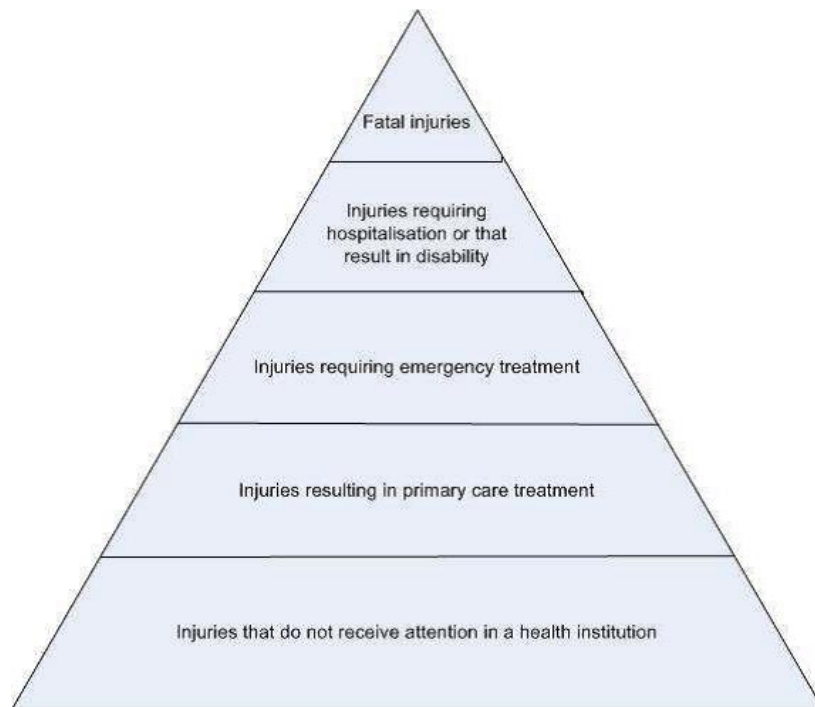 Fatal injuries
Injuries requiring
hospitalisation or that
result in disability
Injuries requiring emergency treatment
Injuries resulting in primary care treatment
Injuries that do not receive attention in a health institution